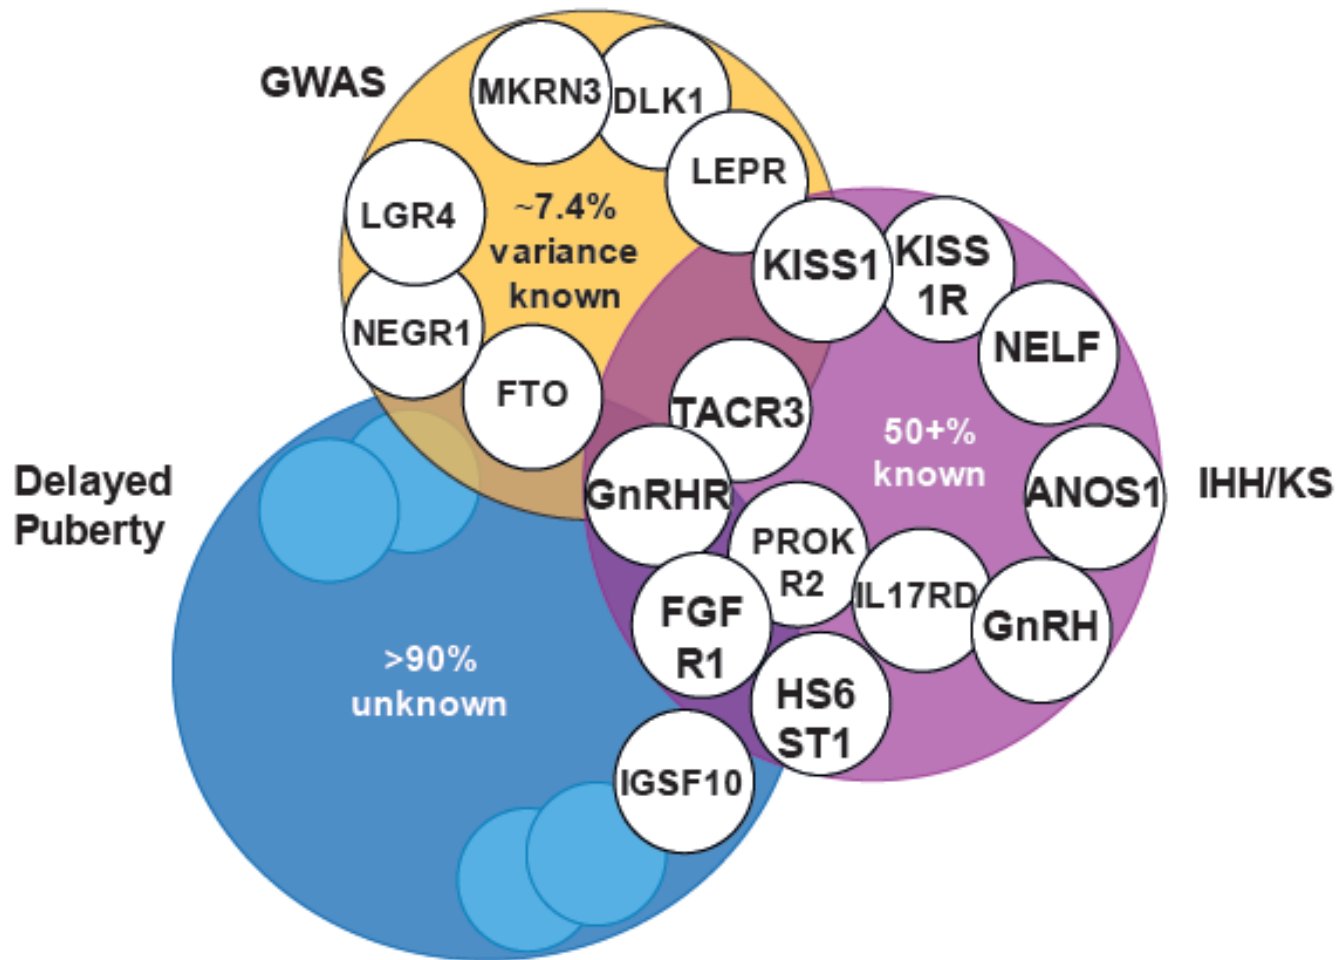 GWAS
MKRN3
DLK1
LEPR
LGR4
~7.4%
variance
known
NEGR1
FTO
KISS1
KISS
1R
NELF
TACR3
50+%
known
Delayed
Puberty
GnRHR
ANOS1
IHH/KS
PROK
R2
IL17RD
FGF
R1
GnRH
>90%
unknown
HS6
ST1
IGSF10